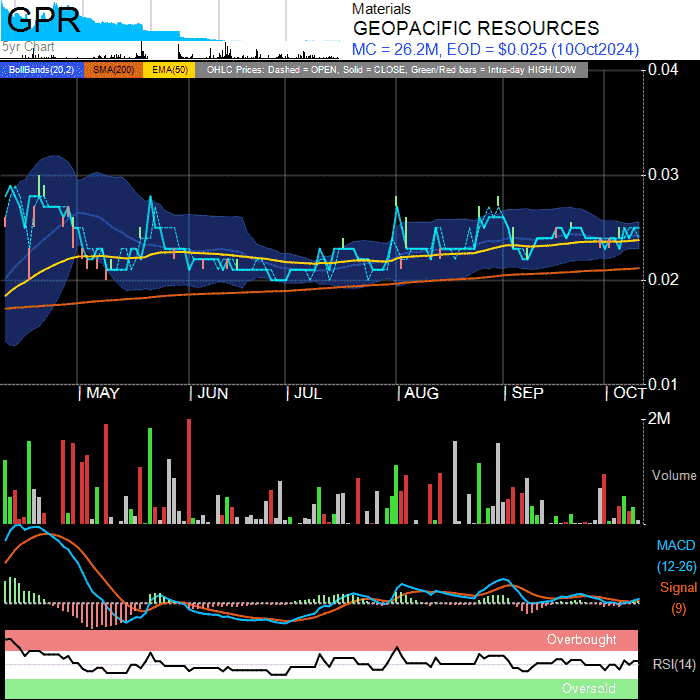 GPR
5yr Chart
Materials
GEOPACIFIC RESOURCES
MC = 26.2M, EOD = $0.025 (10Oct2024)
BollBands(20,2) SMA(200) EMA(50) OHLC Prices: Dashed = OPEN, Solid = CLOSE, Green/Red bars = Intra-day HIGH/LOW
0.04
0.03
0.02
0.01
MAY JUN JUL AUG SEP OCT
2M
Volume
MACD
(12-26)
Signal
(9)
Overbought
RSI(14)
Oversold